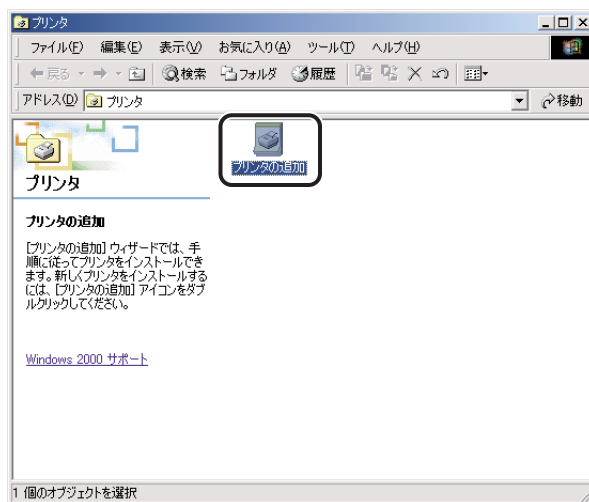 プリンタ
ファイル(F) 編集(E) 表示(V) お気に入り(A) ツール(T) ヘルプ(H)
戻る 検索 フォルダ 履歴
アドレス(D) プリンタ 移動
プリンタの追加
プリンタ
プリンタの追加
[プリンタの追加] ウィザードでは、手
順に従ってプリンタをインストールでき
ます。新しくプリンタをインストールする
には、[プリンタの追加] アイコンをダブ
ルクリックしてください。
Windows 2000 サポート
1 個のオブジェクトを選択